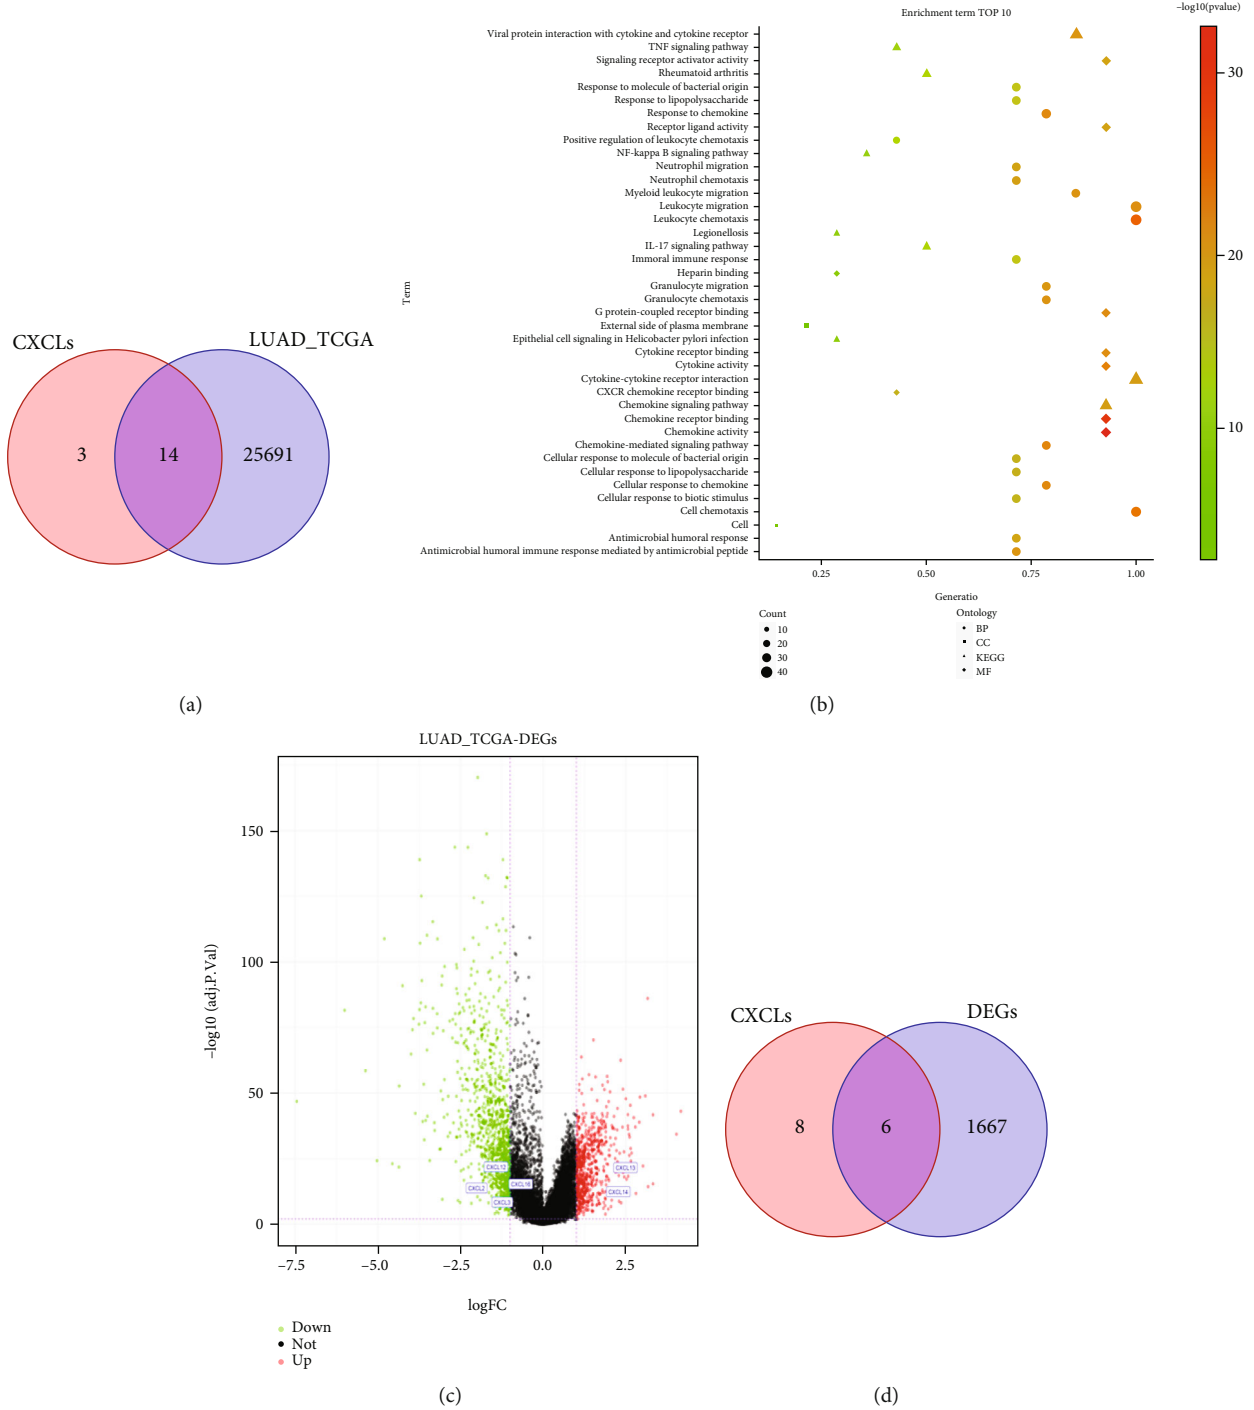 CXCLs
LUAD_TCGA
3
14
25691
(a)
Enrichment term TOP 10
−log10(pvalue)
Viral protein interaction with cytokine and cytokine receptor
TNF signaling pathway
Signaling receptor activator activity
Rheumatoid arthritis
Response to molecule of bacterial origin
Response to lipopolysaccharide
Response to chemokine
Receptor ligand activity
Positive regulation of leukocyte chemotaxis
NF-kappa B signaling pathway
Neutrophil migration
Neutrophil chemotaxis
Myeloid leukocyte migration
Leukocyte migration
Leukocyte chemotaxis
Legionellosis
IL-17 signaling pathway
Immoral immune response
Heparin binding
Granulocyte migration
Granulocyte chemotaxis
G protein-coupled receptor binding
External side of plasma membrane
Epithelial cell signaling in Helicobacter pylori infection
Cytokine receptor binding
Cytokine activity
Cytokine-cytokine receptor interaction
CXCR chemokine receptor binding
Chemokine signaling pathway
Chemokine receptor binding
Chemokine activity
Chemokine-mediated signaling pathway
Cellular response to molecule of bacterial origin
Cellular response to lipopolysaccharide
Cellular response to chemokine
Cellular response to biotic stimulus
Cell chemotaxis
Cell
Antimicrobial humoral response
Antimicrobial humoral immune response mediated by antimicrobial peptide
Term
0.25 0.50 0.75 1.00
Generatio
30
20
10
Count
10
20
30
40
Ontology
BP
CC
KEGG
MF
(b)
LUAD_TCGA-DEGs
−log10 (adj.P.Val)
150
100
50
0
CXCL12
CXCL2
CXCL16
CXCL3
CXCL13
CXCL14
−7.5 −5.0 −2.5 0.0 2.5
logFC
Down
Not
Up
(c)
CXCLs
DEGs
8
6
1667
(d)